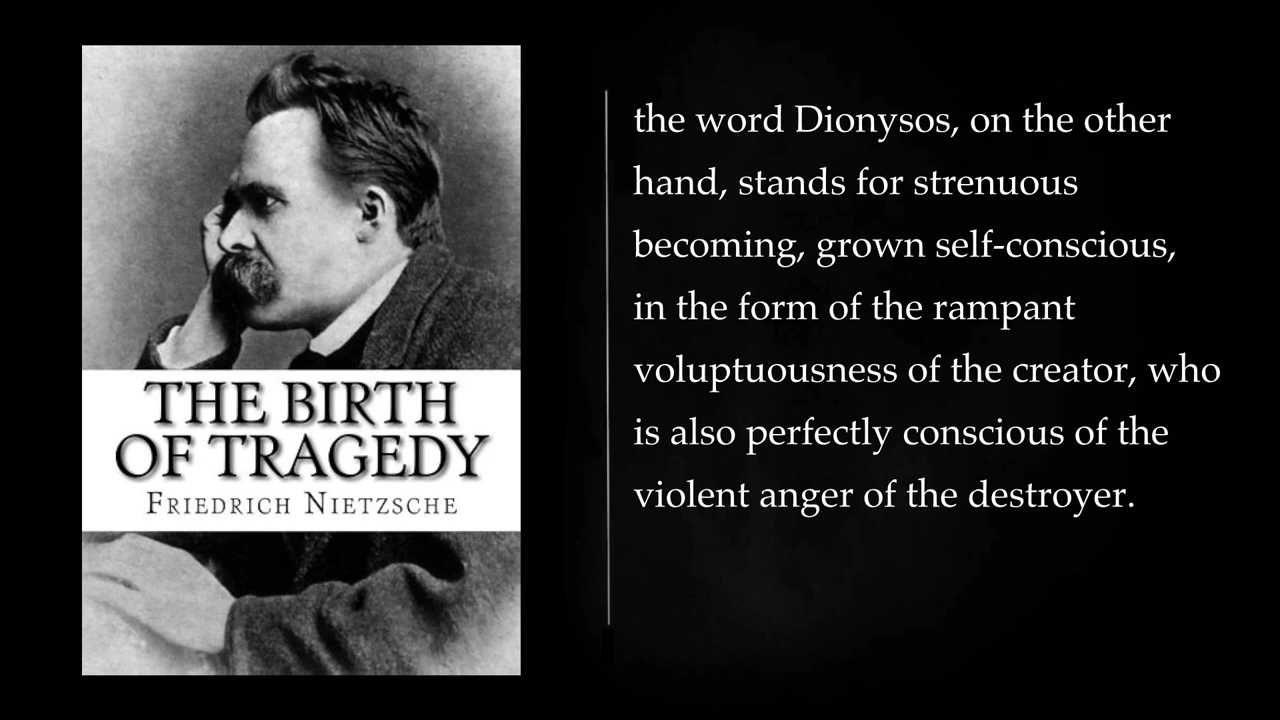 THE BIRTH
OF TRAGEDY
Friedrich Nietzsche
the word Dionysos, on the other
hand, stands for strenuous
becoming, grown self-conscious,
in the form of the rampant
voluptuousness of the creator, who
is also perfectly conscious of the
violent anger of the destroyer.